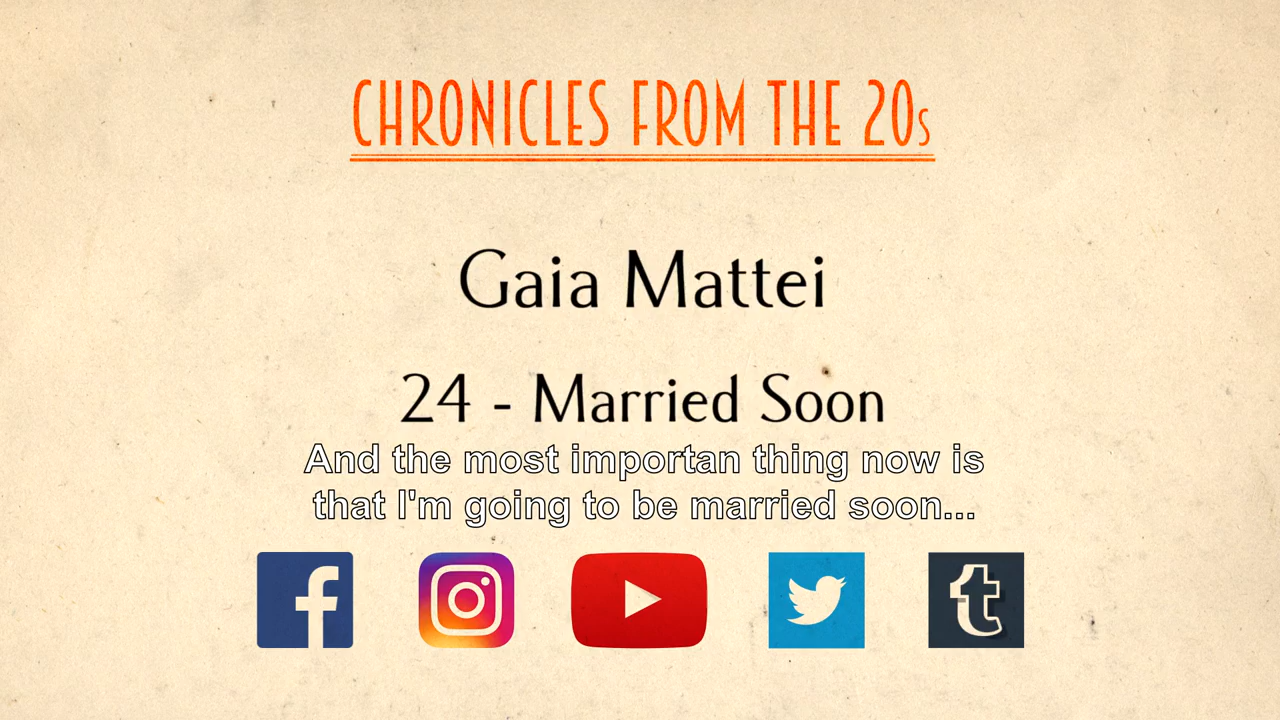 CHRONICLES FROM THE 20s
Gaia Mattei
24 - Married Soon
And the most importan thing now is
that I'm going to be married soon...